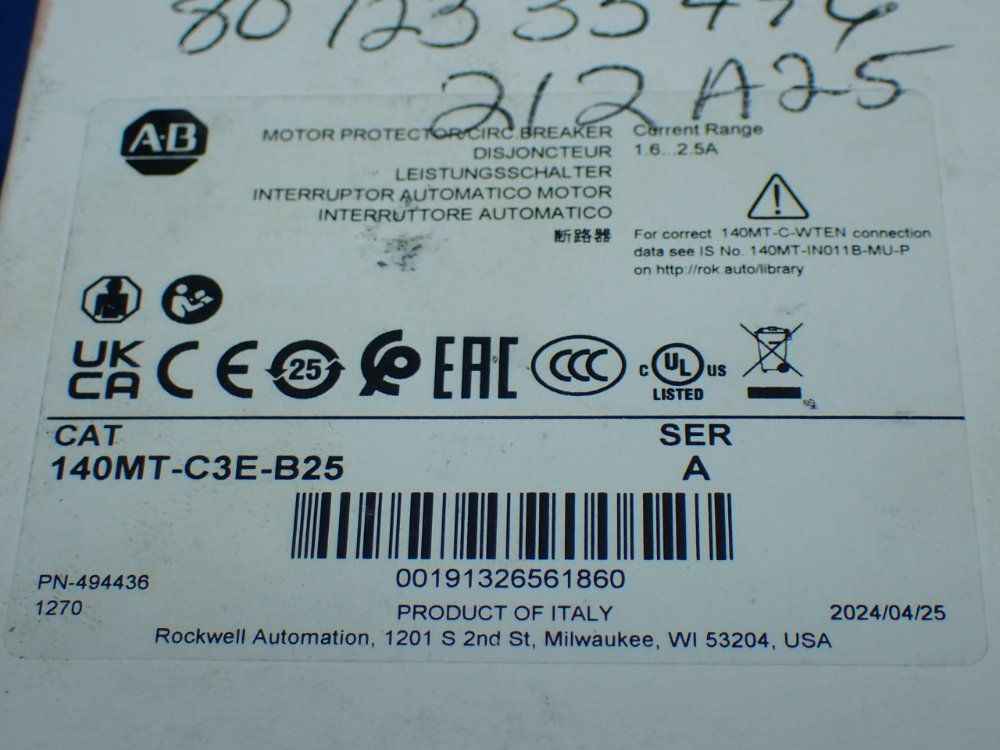 212 A25
A-B
MOTOR PROTECTOR/CIRC.BREAKER
DISJONCTEUR
LEISTUNGSSCHALTER
INTERRUPTOR AUTOMATICO MOTOR
INTERRUTTORE AUTOMATICO
断路器
Current Range
1.6...2.5A
For correct 140MT-C-WTEN connection
data see IS No. 140MT-IN011B-MU-P
on http://rok.auto/library
UK
CA
CE
25
EAC
CCC
c UL us
LISTED
CAT
140MT-C3E-B25
SER
A
00191326561860
PN-494436
1270
PRODUCT OF ITALY
2024/04/25
Rockwell Automation, 1201 S 2nd St, Milwaukee, WI 53204, USA